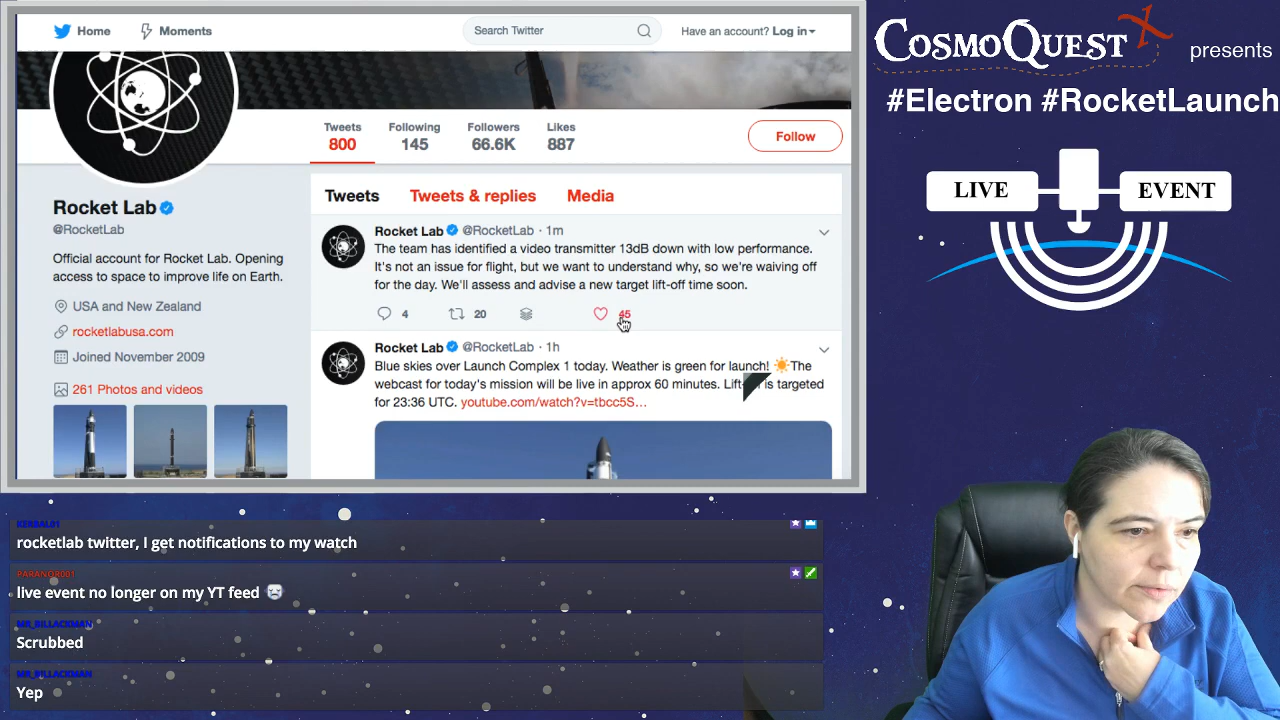 Home
Moments
Search Twitter
Have an account? Log in
COSMOQUEST X
presents
#Electron #RocketLaunch
LIVE
EVENT
Tweets
800
Following
145
Followers
66.6K
Likes
887
Follow
Rocket Lab
@RocketLab
Official account for Rocket Lab. Opening
access to space to improve life on Earth.
USA and New Zealand
rocketlabusa.com
Joined November 2009
261 Photos and videos
Tweets
Tweets & replies
Media
Rocket Lab @RocketLab · 1m
The team has identified a video transmitter 13dB down with low performance.
It's not an issue for flight, but we want to understand why, so we're waiving off
for the day. We'll assess and advise a new target lift-off time soon.
4
20
45
Rocket Lab @RocketLab · 1h
Blue skies over Launch Complex 1 today. Weather is green for launch! The
webcast for today's mission will be live in approx 60 minutes. is targeted
for 23:36 UTC. youtube.com/watch?v=tbcc5S...
KERBAL01
rocketlab twitter, I get notifications to my watch
PARANOR001
live event no longer on my YT feed
MR_BILLACKMAN
Scrubbed
MR_BILLACKMAN
Yep